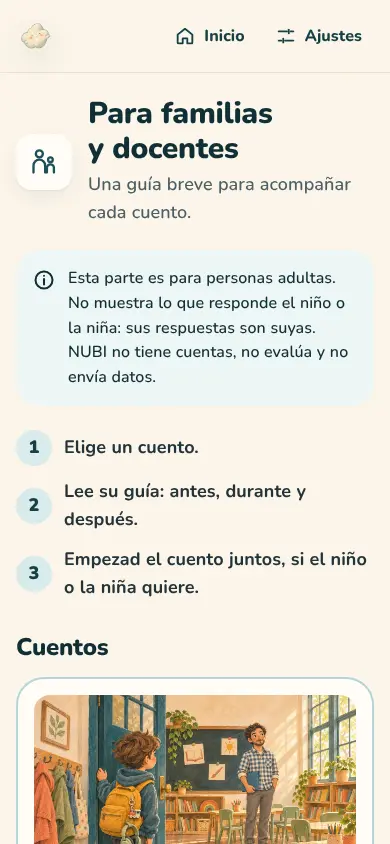 Inicio
Ajustes
Para familias
y docentes
Una guía breve para acompañar
cada cuento.
Esta parte es para personas adultas.
No muestra lo que responde el niño o
la niña: sus respuestas son suyas.
NUBI no tiene cuentas, no evalúa y no
envía datos.
1 Elige un cuento.
2 Lee su guía: antes, durante y
después.
3 Empezad el cuento juntos, si el niño
o la niña quiere.
Cuentos